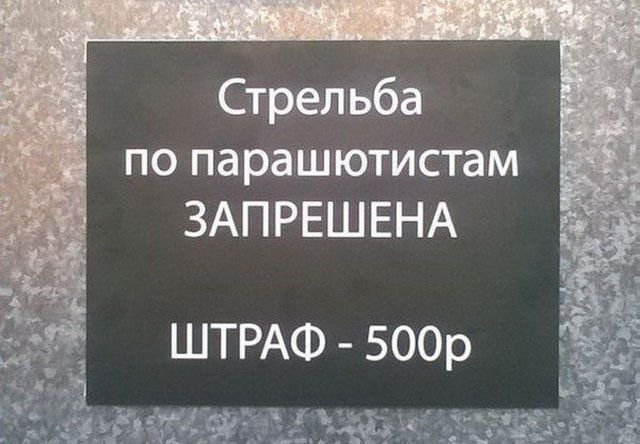 Стрельба
по парашютистам
ЗАПРЕШЕНА
ШТРАФ - 500р